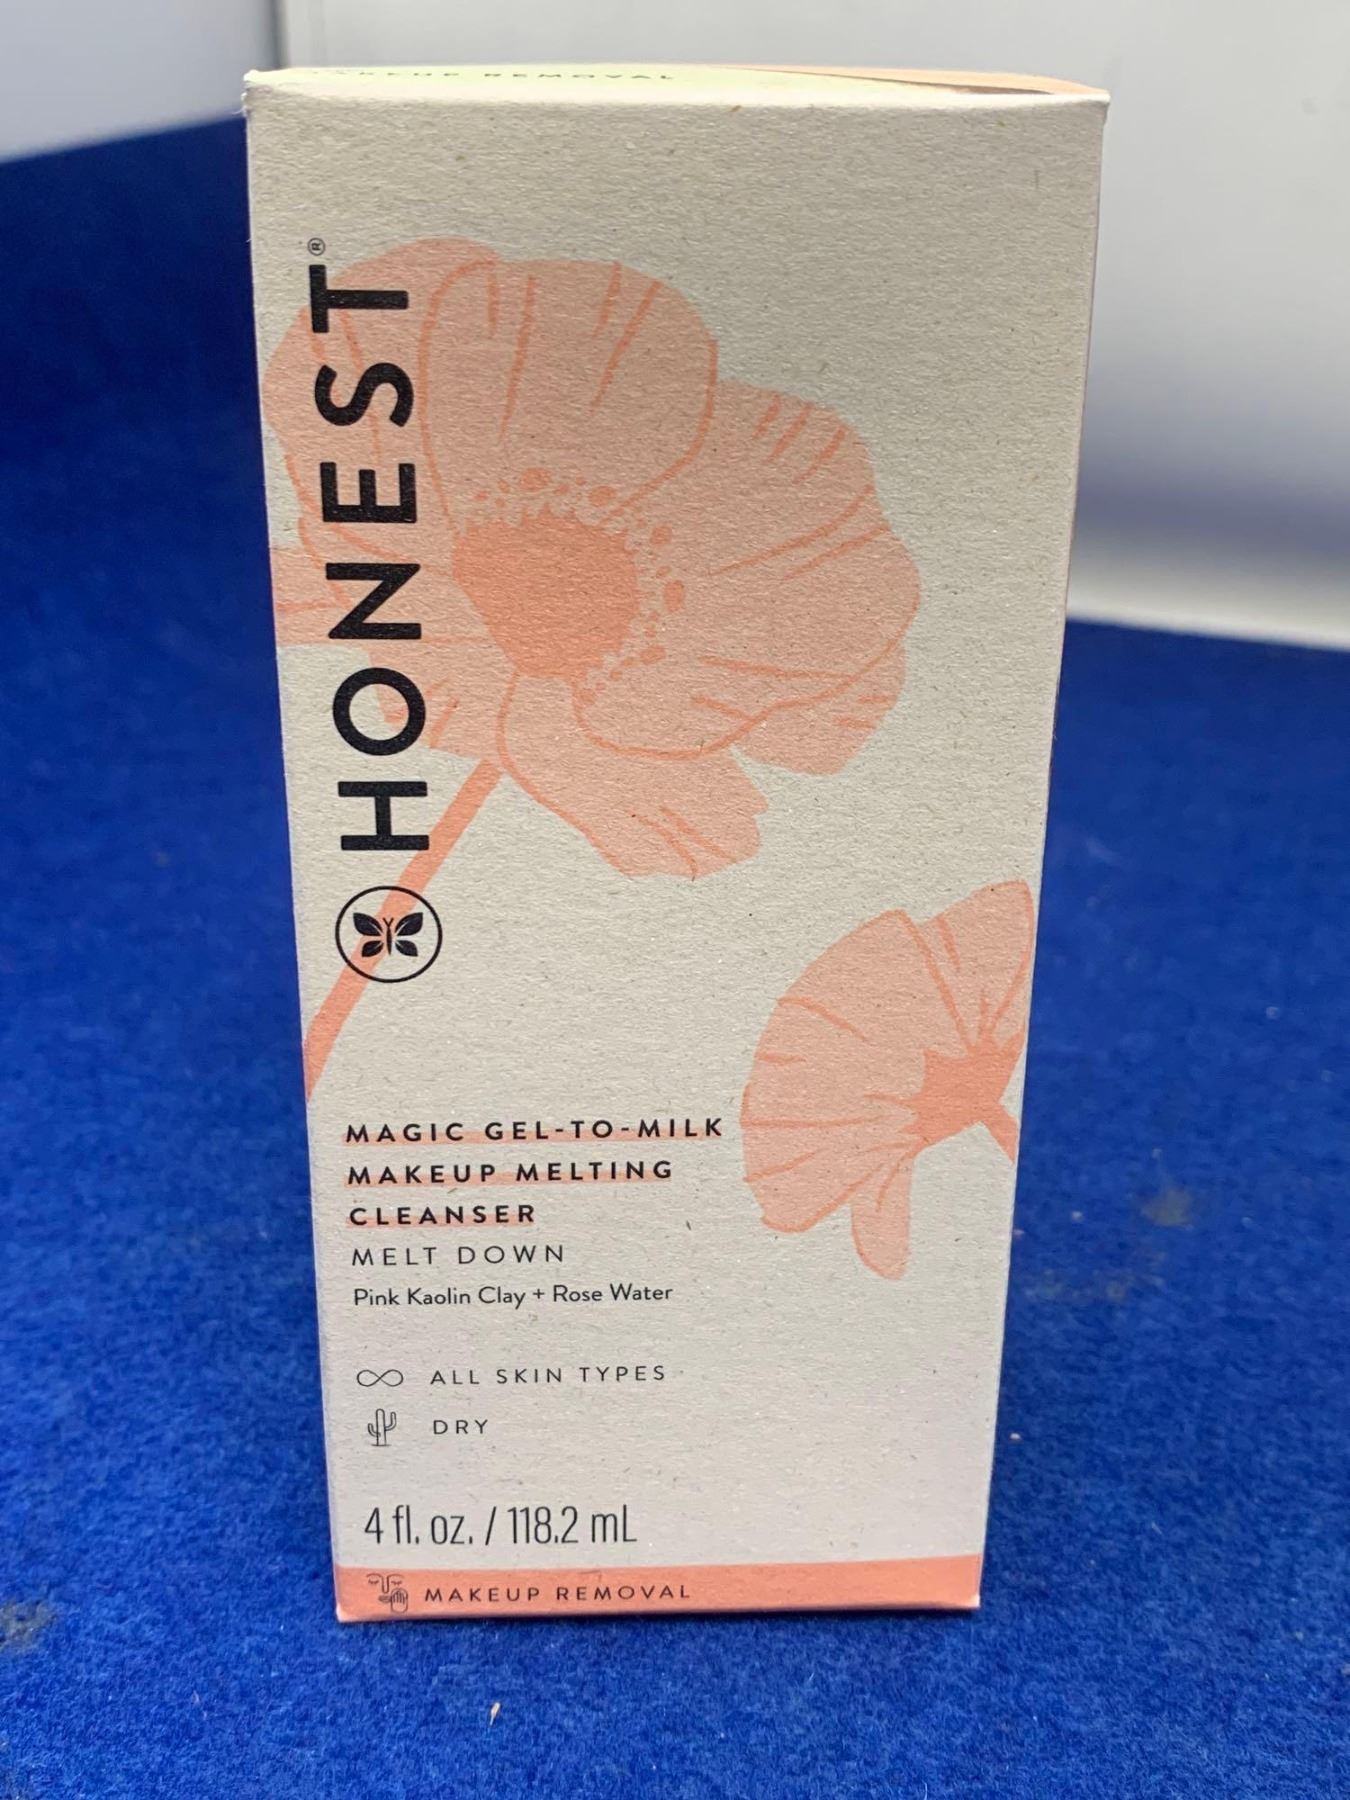 MAKEUP REMOVAL
HONEST®
MAGIC GEL-TO-MILK
MAKEUP MELTING
CLEANSER
MELT DOWN
Pink Kaolin Clay + Rose Water
ALL SKIN TYPES
DRY
4 fl. oz. / 118.2 mL
MAKEUP REMOVAL